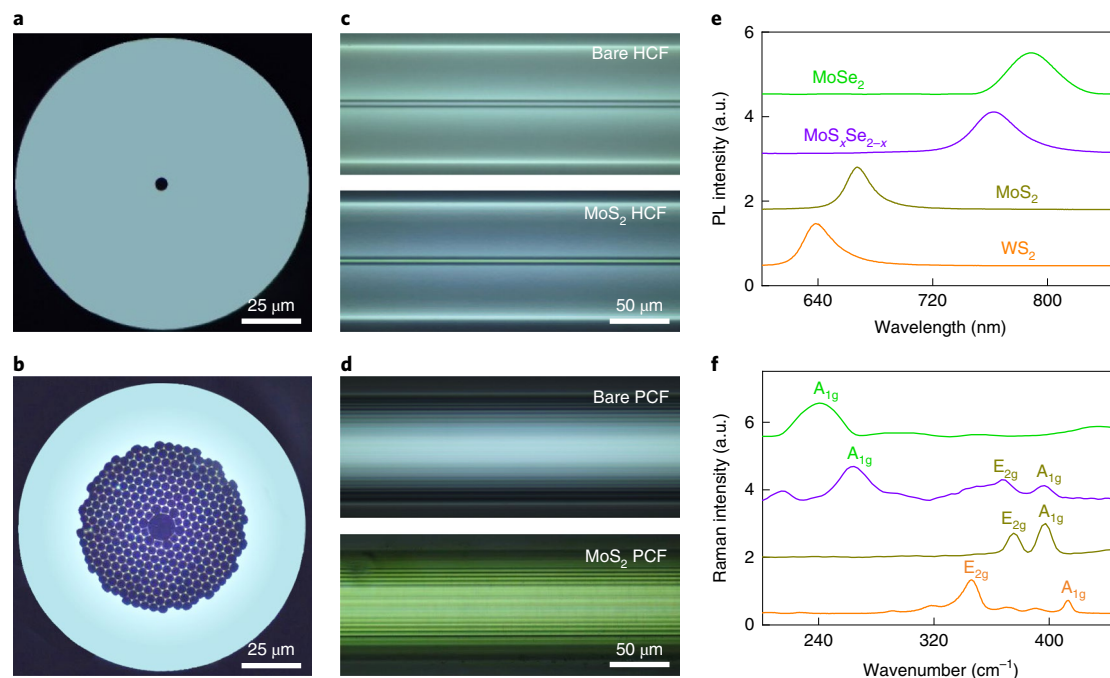 a
25 μm
b
25 μm
c
Bare HCF
MoS₂ HCF
50 μm
d
Bare PCF
MoS₂ PCF
50 μm
e
PL intensity (a.u.)
6
4
2
0
MoSe₂
MoSₓSe₂₋ₓ
MoS₂
WS₂
640 720 800
Wavelength (nm)
f
Raman intensity (a.u.)
6
4
2
0
A₁g
A₁g
E₂g
A₁g
E₂g
A₁g
E₂g
A₁g
240 320 400
Wavenumber (cm⁻¹)